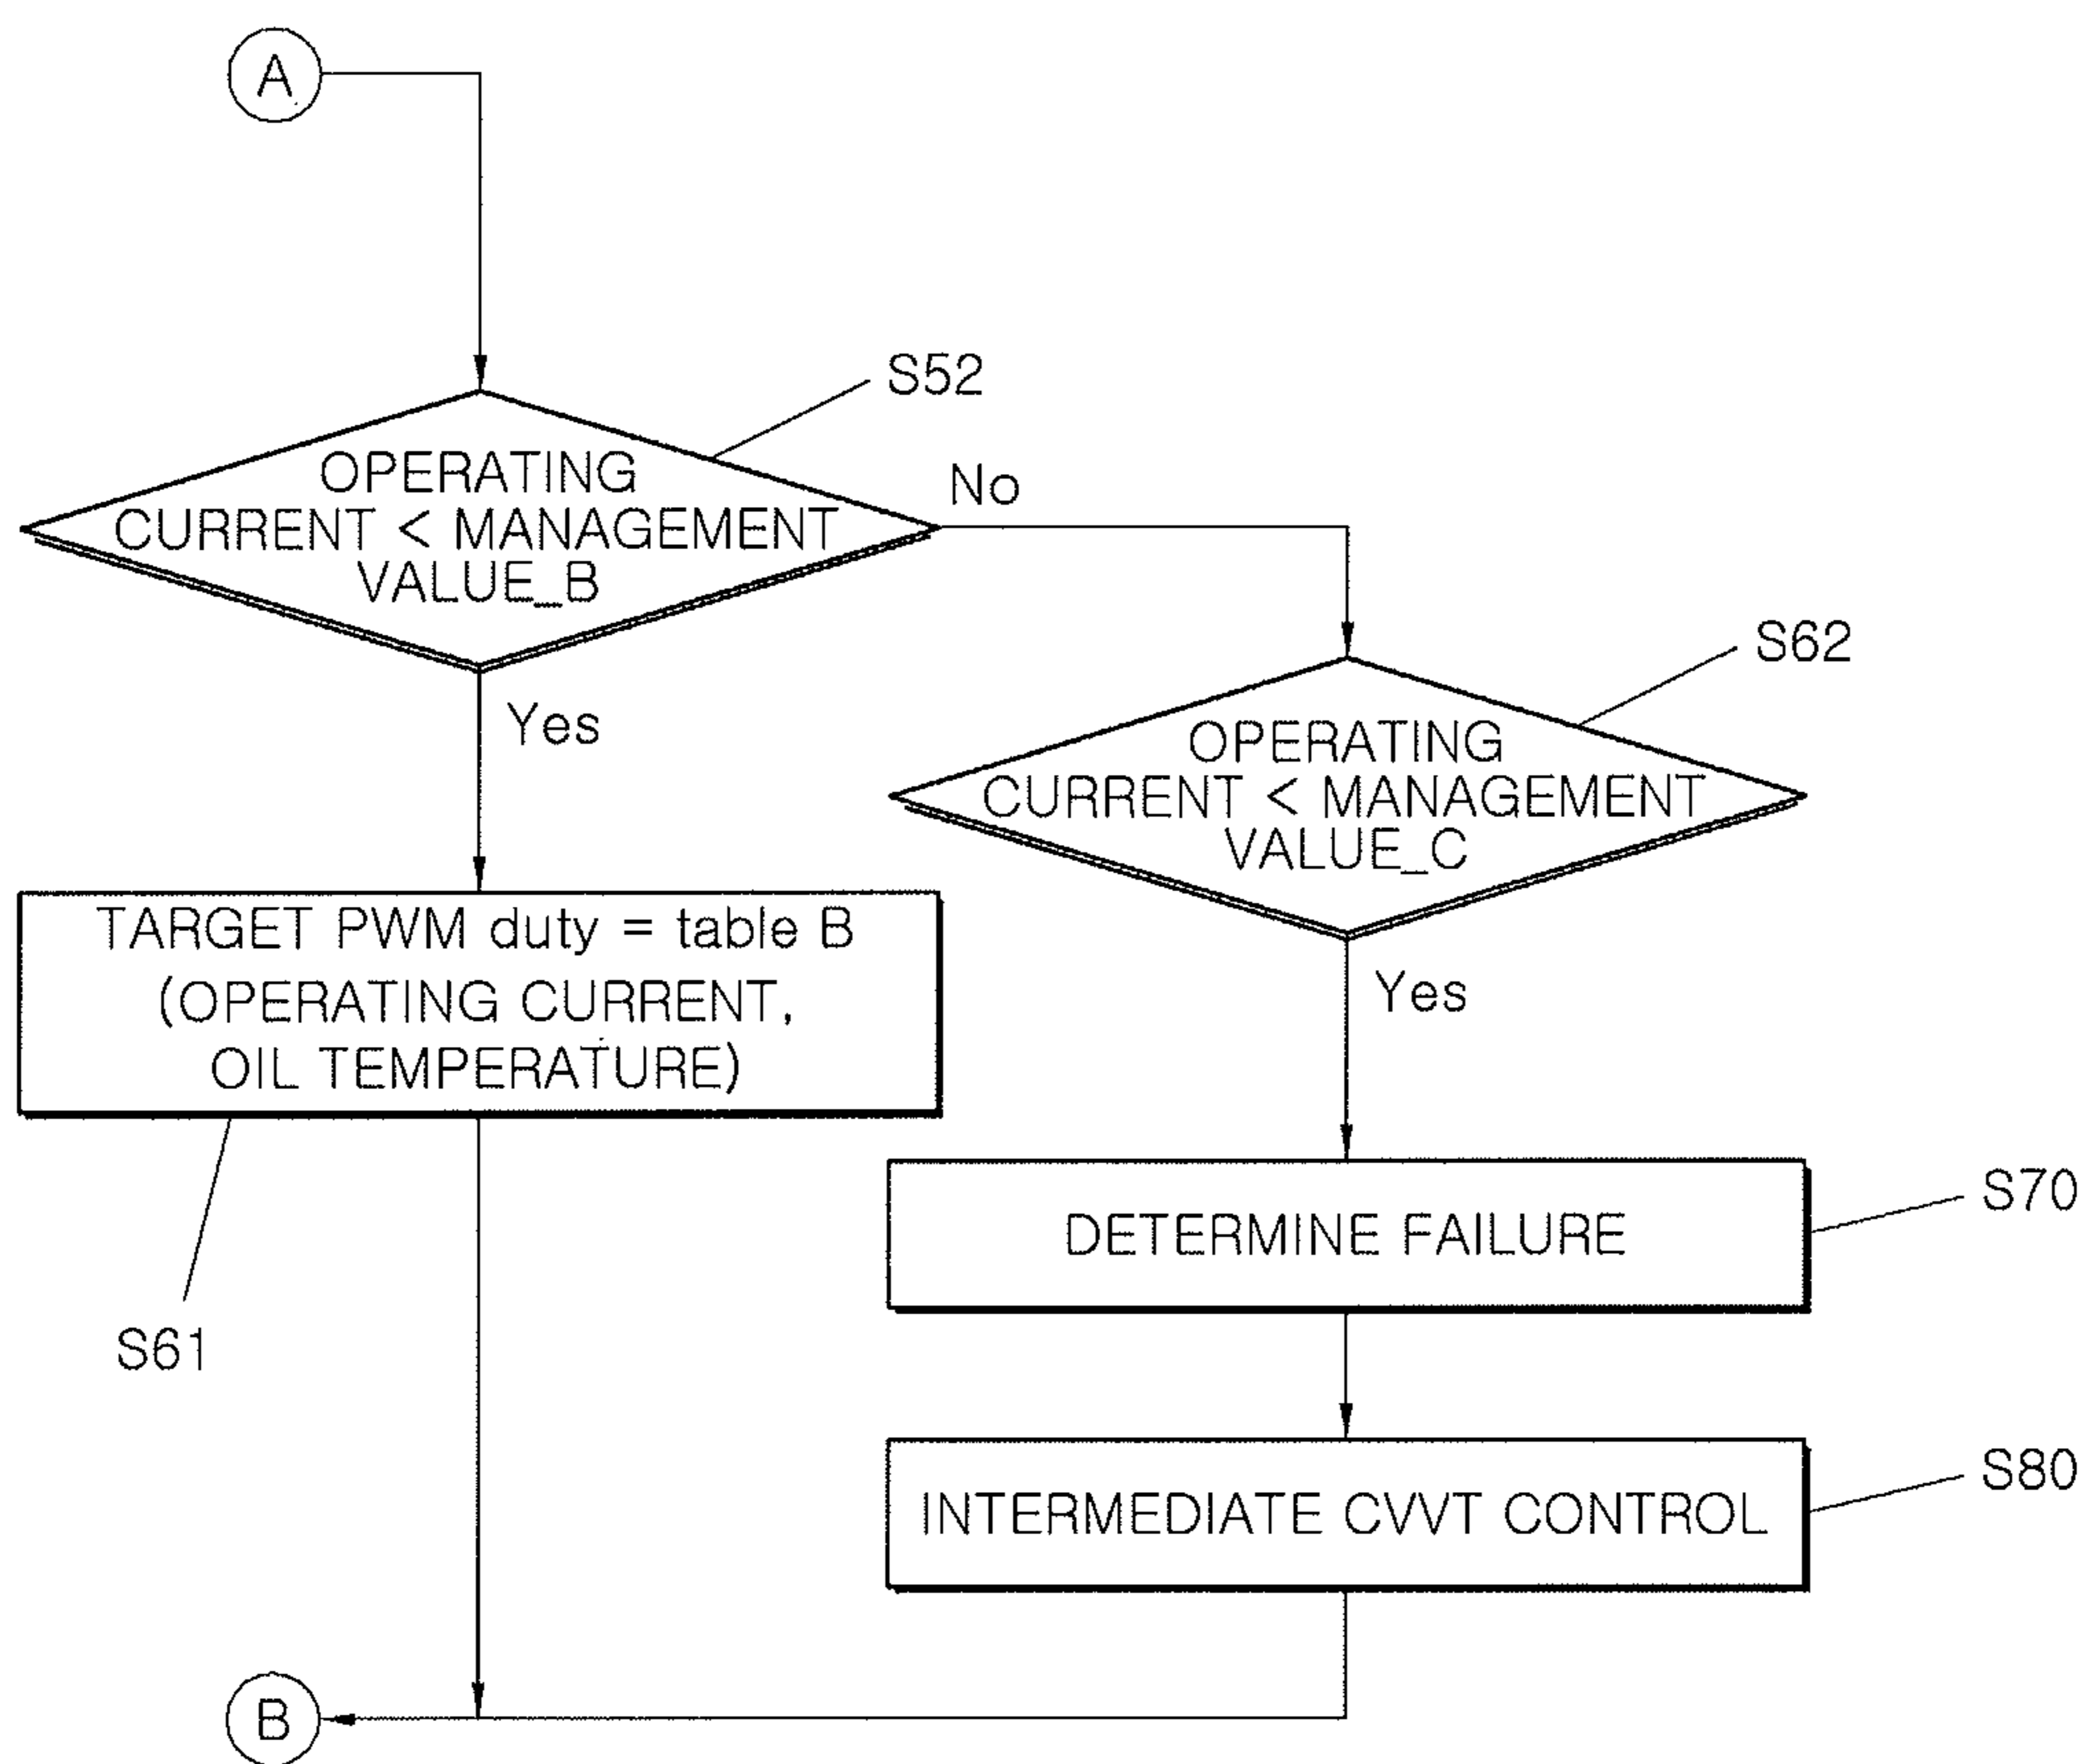 A
S52
OPERATING
CURRENT < MANAGEMENT
VALUE_B
No
Yes
S62
OPERATING
CURRENT < MANAGEMENT
VALUE_C
Yes
TARGET PWM duty = table B
(OPERATING CURRENT,
OIL TEMPERATURE)
S61
DETERMINE FAILURE
S70
INTERMEDIATE CVVT CONTROL
S80
B